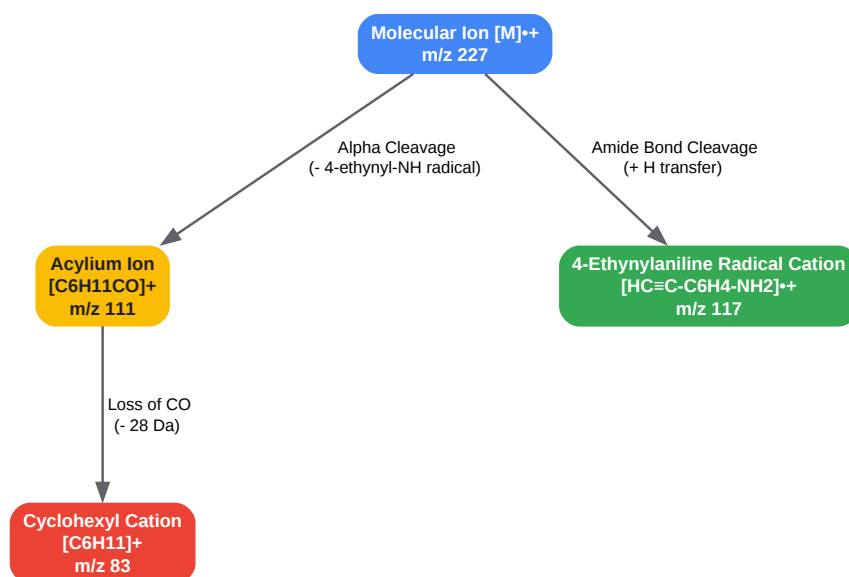 Molecular Ion [M]•+
m/z 227
Alpha Cleavage
(- 4-ethynyl-NH radical)
Amide Bond Cleavage
(+ H transfer)
Acylium Ion
[C6H11CO]+
m/z 111
4-Ethynylaniline Radical Cation
[HC≡C-C6H4-NH2]•+
m/z 117
Loss of CO
(- 28 Da)
Cyclohexyl Cation
[C6H11]+
m/z 83